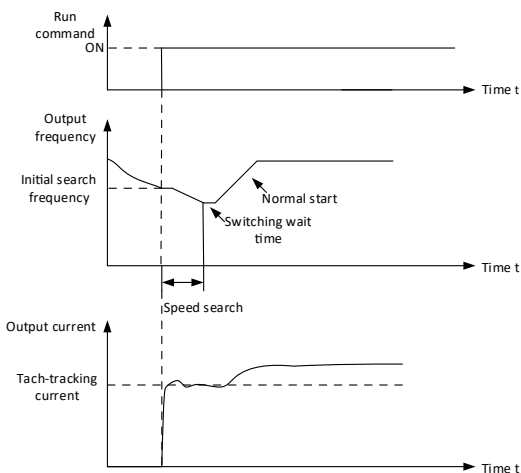 Run
command
ON
Time t
Output
frequency
Initial search
frequency
Normal start
Switching wait
time
Time t
Speed search
Output current
Tach-tracking
current
Time t